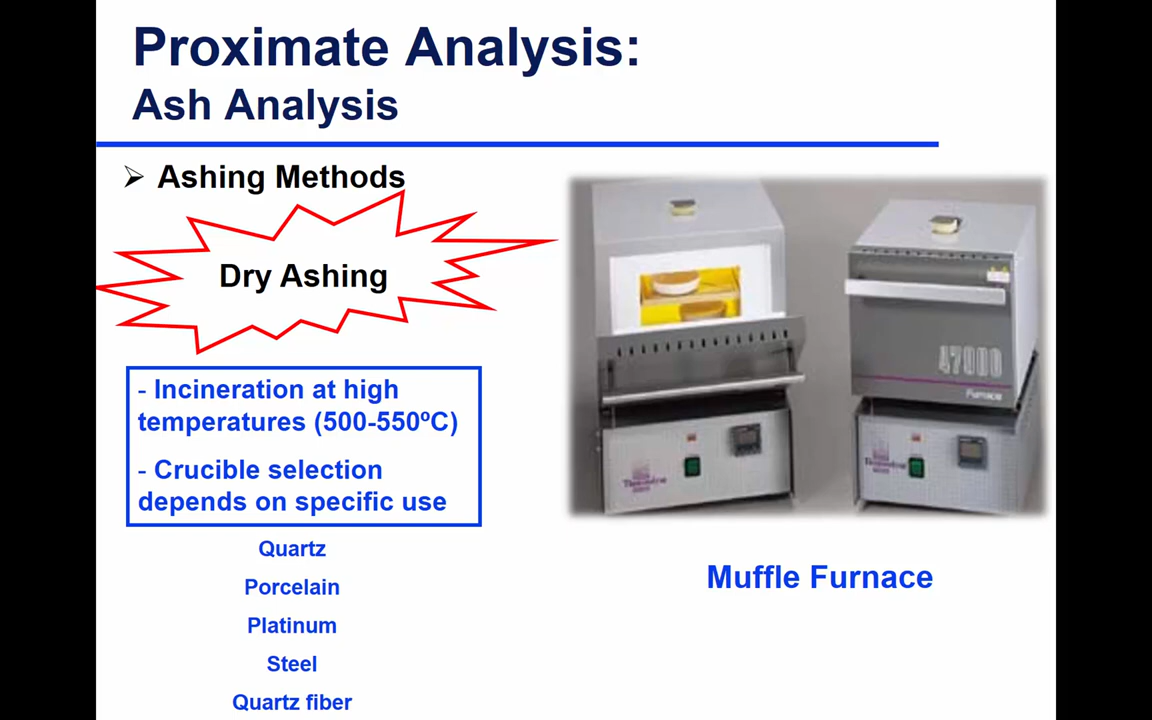 Proximate Analysis:
Ash Analysis
➢ Ashing Methods
Dry Ashing
- Incineration at high
temperatures (500-550ºC)
- Crucible selection
depends on specific use
Quartz
Porcelain
Platinum
Steel
Quartz fiber
47000
Furnace
Muffle Furnace